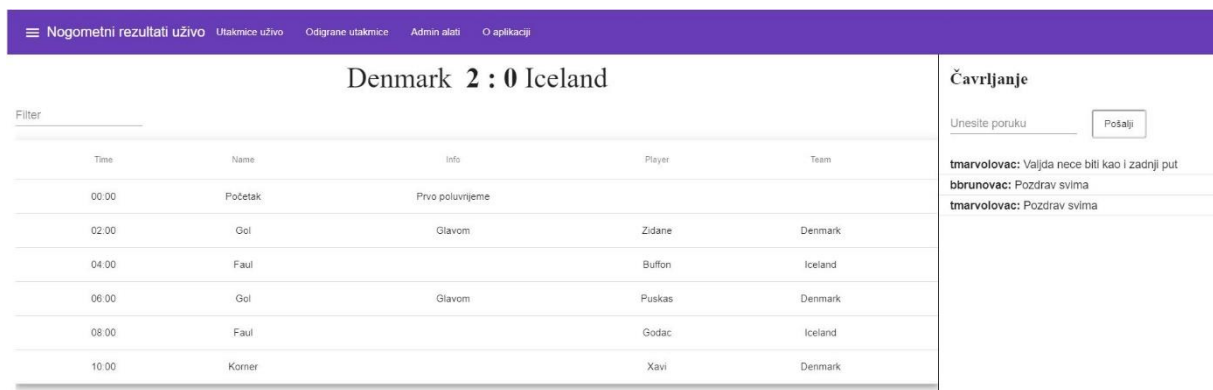 Nogometni rezultati uživo Utakmice uživo Odigrane utakmice Admin alati O aplikaciji
Denmark 2 : 0 Iceland
Filter
Time Name Info Player Team
00:00 Početak Prvo poluvrijeme
02:00 Gol Glavom Zidane Denmark
04:00 Faul Buffon Iceland
06:00 Gol Glavom Puskas Denmark
08:00 Faul Godac Iceland
10:00 Korner Xavi Denmark
Čavrljanje
Unesite poruku Pošalji
tmarvolovac: Valjda nece biti kao i zadnji put
bbrunovac: Pozdrav svima
tmarvolovac: Pozdrav svima